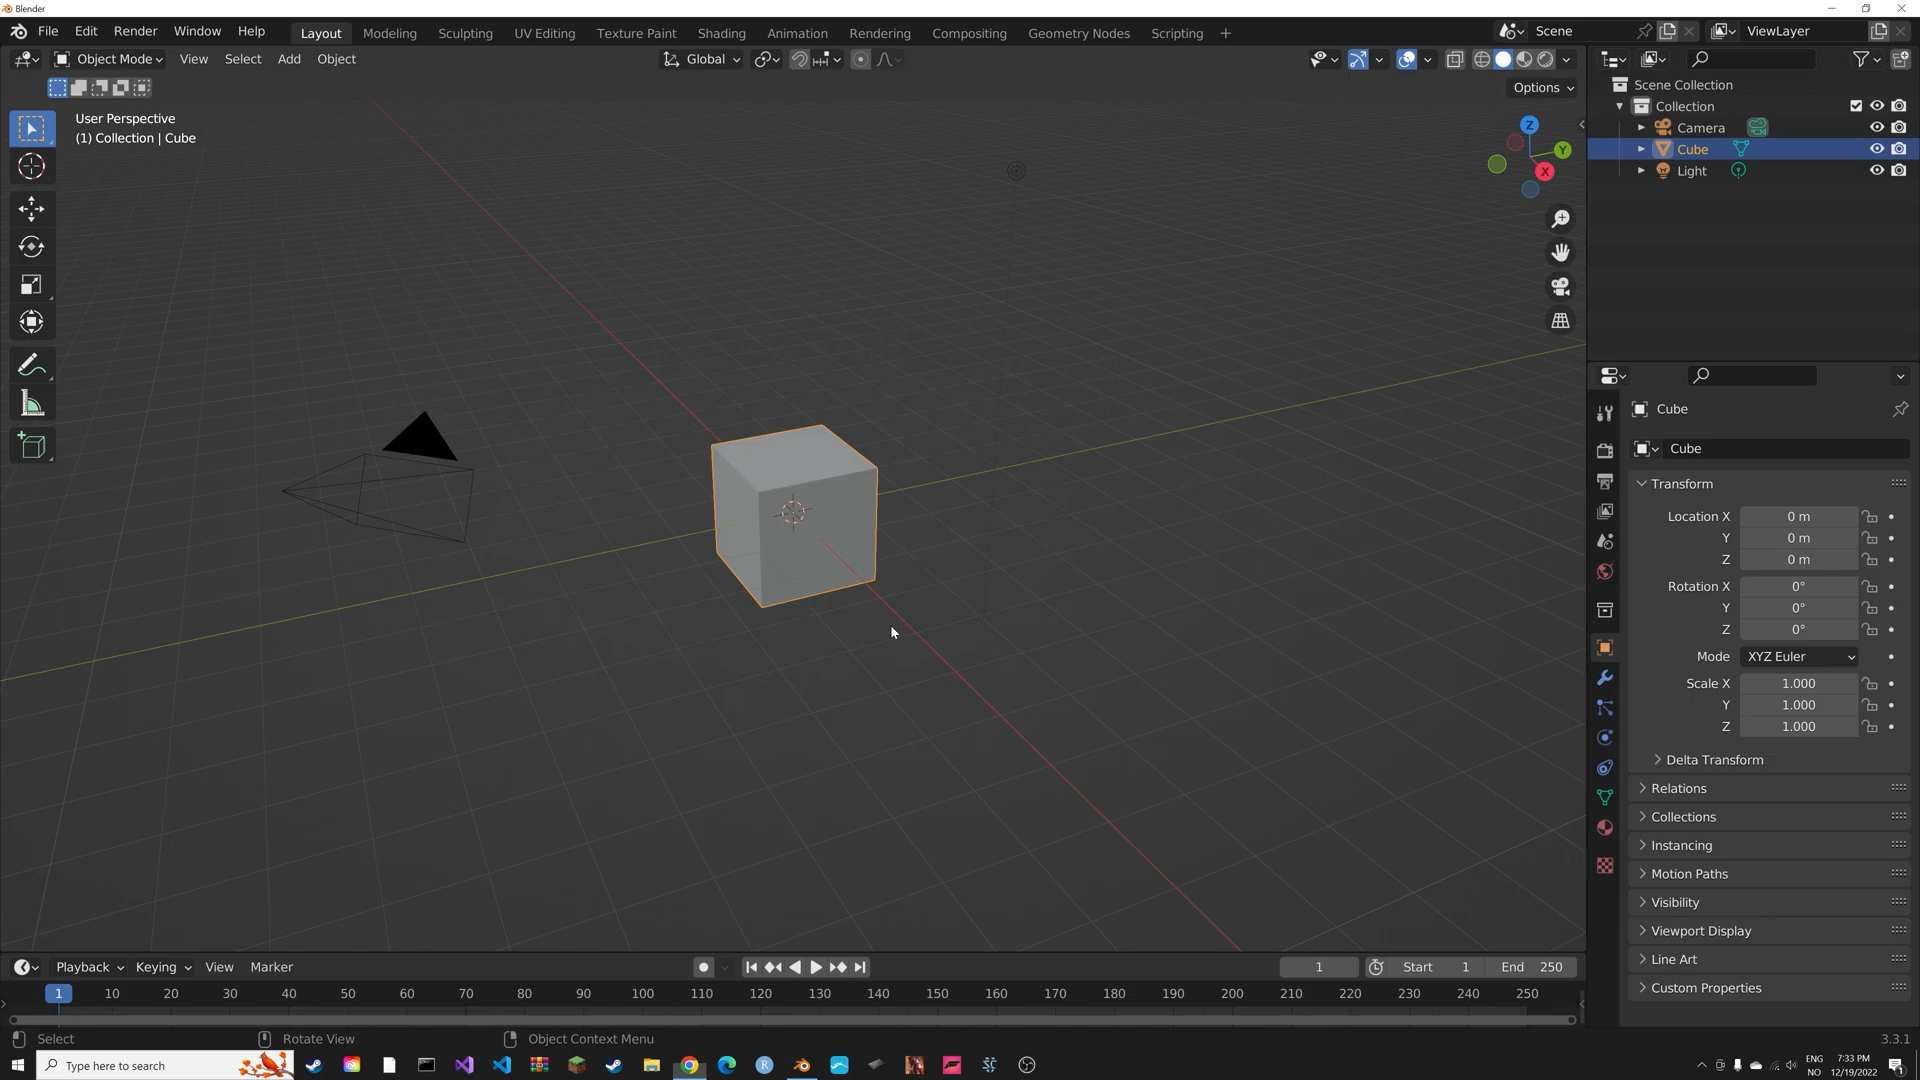 Blender
File Edit Render Window Help Layout Modeling Sculpting UV Editing Texture Paint Shading Animation Rendering Compositing Geometry Nodes Scripting + Scene ViewLayer
Object Mode View Select Add Object Global
Options
User Perspective
(1) Collection | Cube
Z
Y
X
Scene Collection
Collection
Camera
Cube
Light
Cube
Cube
Transform
Location X 0 m
Y 0 m
Z 0 m
Rotation X 0°
Y 0°
Z 0°
Mode XYZ Euler
Scale X 1.000
Y 1.000
Z 1.000
Delta Transform
Relations
Collections
Instancing
Motion Paths
Visibility
Viewport Display
Line Art
Custom Properties
Playback Keying View Marker 1 Start 1 End 250
1 10 20 30 40 50 60 70 80 90 100 110 120 130 140 150 160 170 180 190 200 210 220 230 240 250
Select Rotate View Object Context Menu 3.3.1
Type here to search
ENG 7:33 PM
NO 12/19/2022